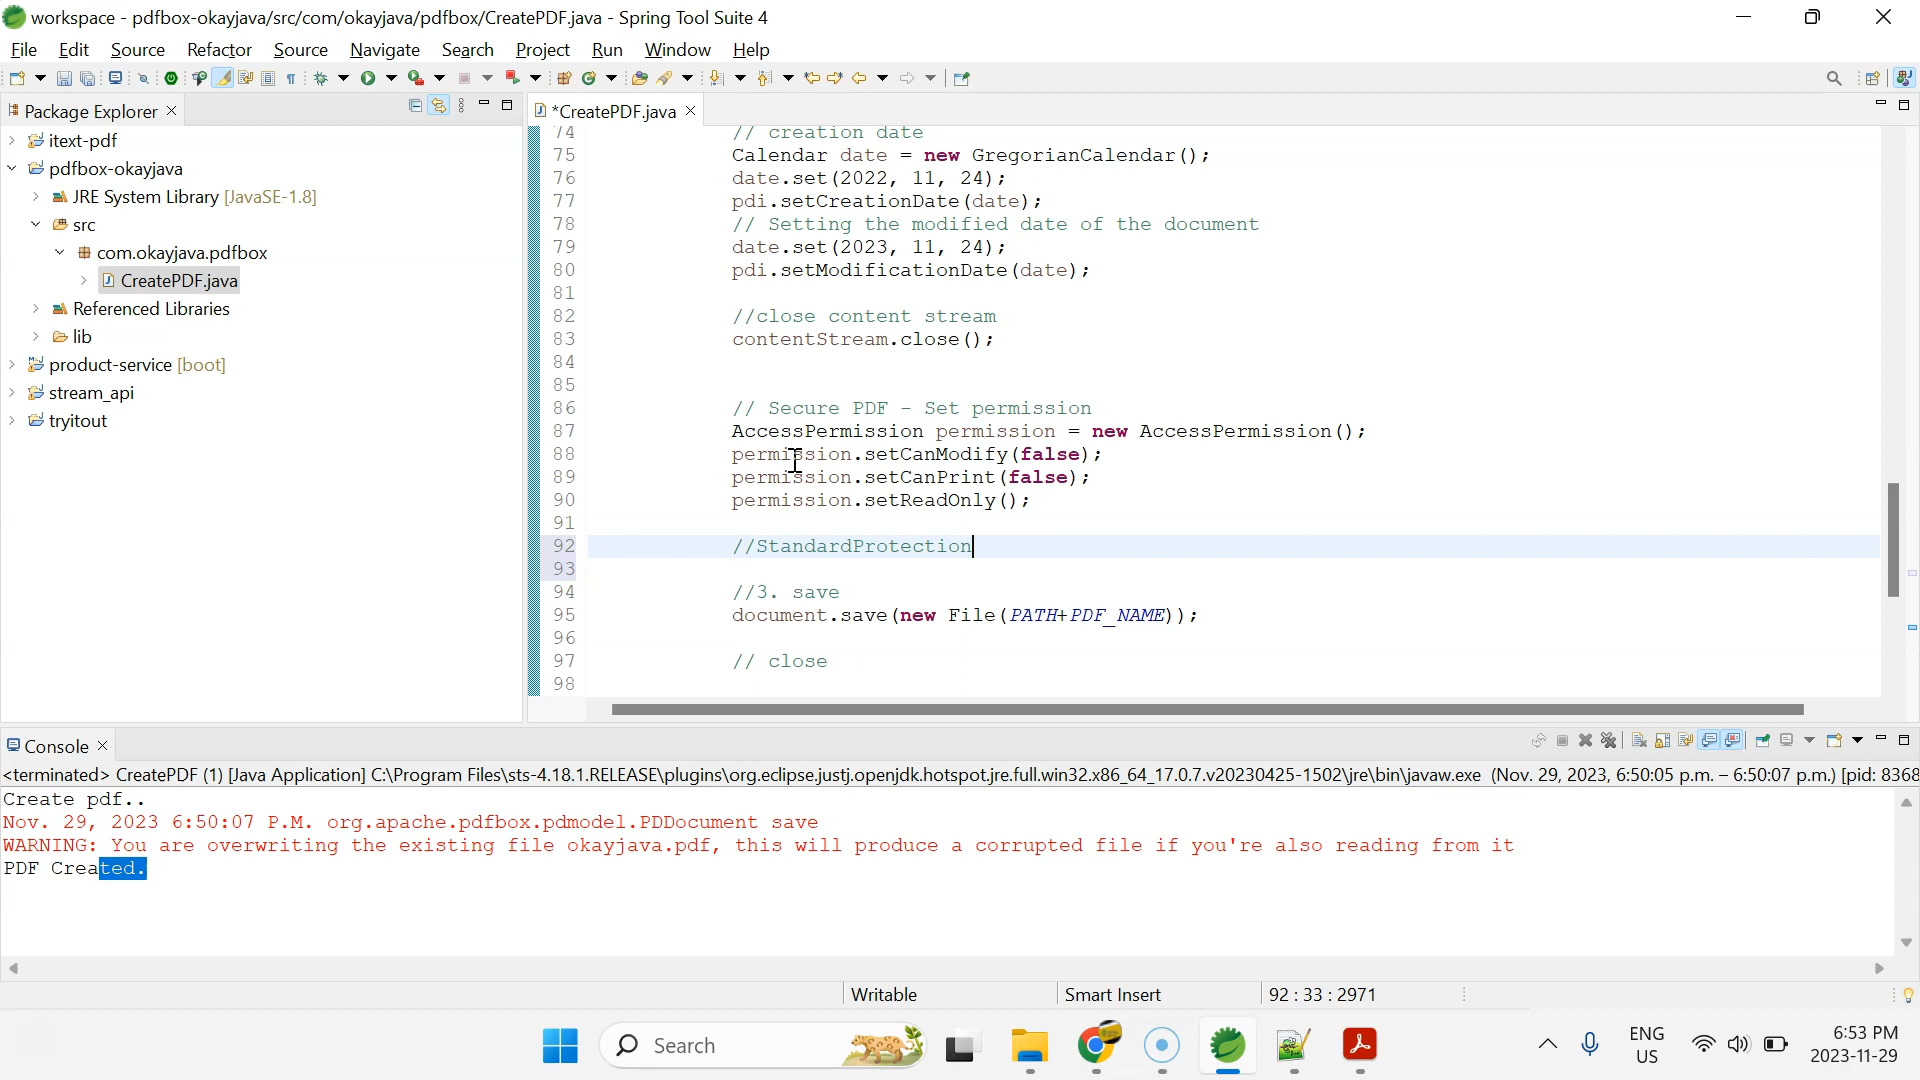 workspace - pdfbox-okayjava/src/com/okayjava/pdfbox/CreatePDF.java - Spring Tool Suite 4
File Edit Source Refactor Source Navigate Search Project Run Window Help
Package Explorer
*CreatePDF.java
itext-pdf
pdfbox-okayjava
JRE System Library [JavaSE-1.8]
src
com.okayjava.pdfbox
CreatePDF.java
Referenced Libraries
lib
product-service [boot]
stream_api
tryitout
74 // creation date
75 Calendar date = new GregorianCalendar();
76 date.set(2022, 11, 24);
77 pdi.setCreationDate(date);
78 // Setting the modified date of the document
79 date.set(2023, 11, 24);
80 pdi.setModificationDate(date);
81
82 //close content stream
83 contentStream.close();
84
85
86 // Secure PDF - Set permission
87 AccessPermission permission = new AccessPermission();
88 permission.setCanModify(false);
89 permission.setCanPrint(false);
90 permission.setReadOnly();
91
92 //StandardProtection
93
94 //3. save
95 document.save(new File(PATH+PDF_NAME));
96
97 // close
98
Console
<terminated> CreatePDF (1) [Java Application] C:\Program Files\sts-4.18.1.RELEASE\plugins\org.eclipse.justj.openjdk.hotspot.jre.full.win32.x86_64_17.0.7.v20230425-1502\jre\bin\javaw.exe (Nov. 29, 2023, 6:50:05 p.m. – 6:50:07 p.m.) [pid: 8368
Create pdf..
Nov. 29, 2023 6:50:07 P.M. org.apache.pdfbox.pdmodel.PDDocument save
WARNING: You are overwriting the existing file okayjava.pdf, this will produce a corrupted file if you're also reading from it
PDF Created.
Writable
Smart Insert
92 : 33 : 2971
Search
ENG
US
6:53 PM
2023-11-29